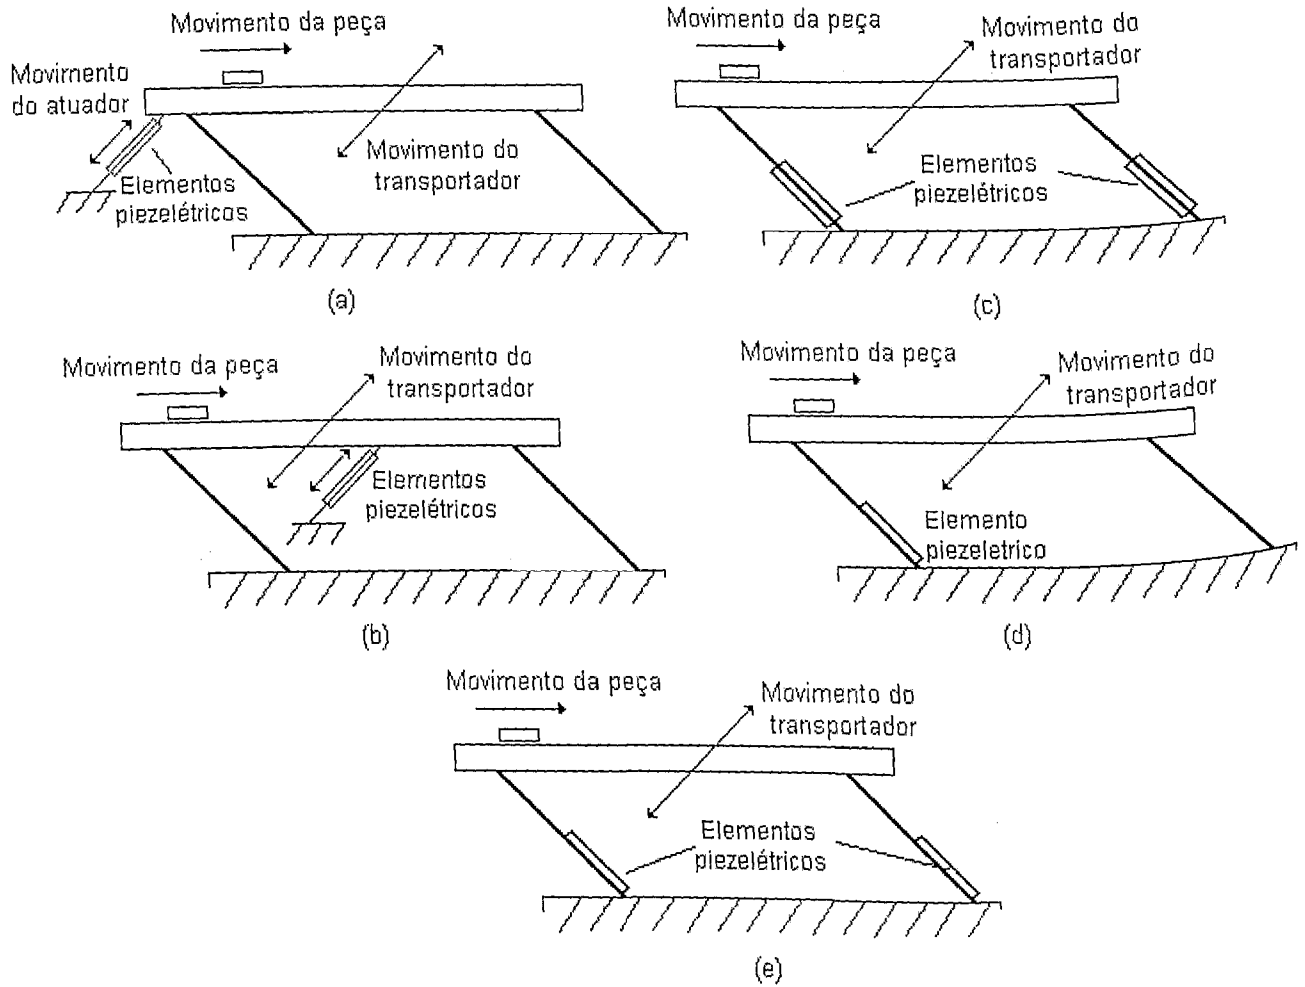 Movimento da peça
Movimento
do atuador
Movimento do
transportador
Elementos
piezelétricos
(a)
Movimento da peça
Movimento do
transportador
Elementos
piezelétricos
(c)
Movimento da peça
Movimento do
transportador
Elementos
piezelétricos
(b)
Movimento da peça
Movimento do
transportador
Elemento
piezeletrico
(d)
Movimento da peça
Movimento do
transportador
Elementos
piezelétricos
(e)